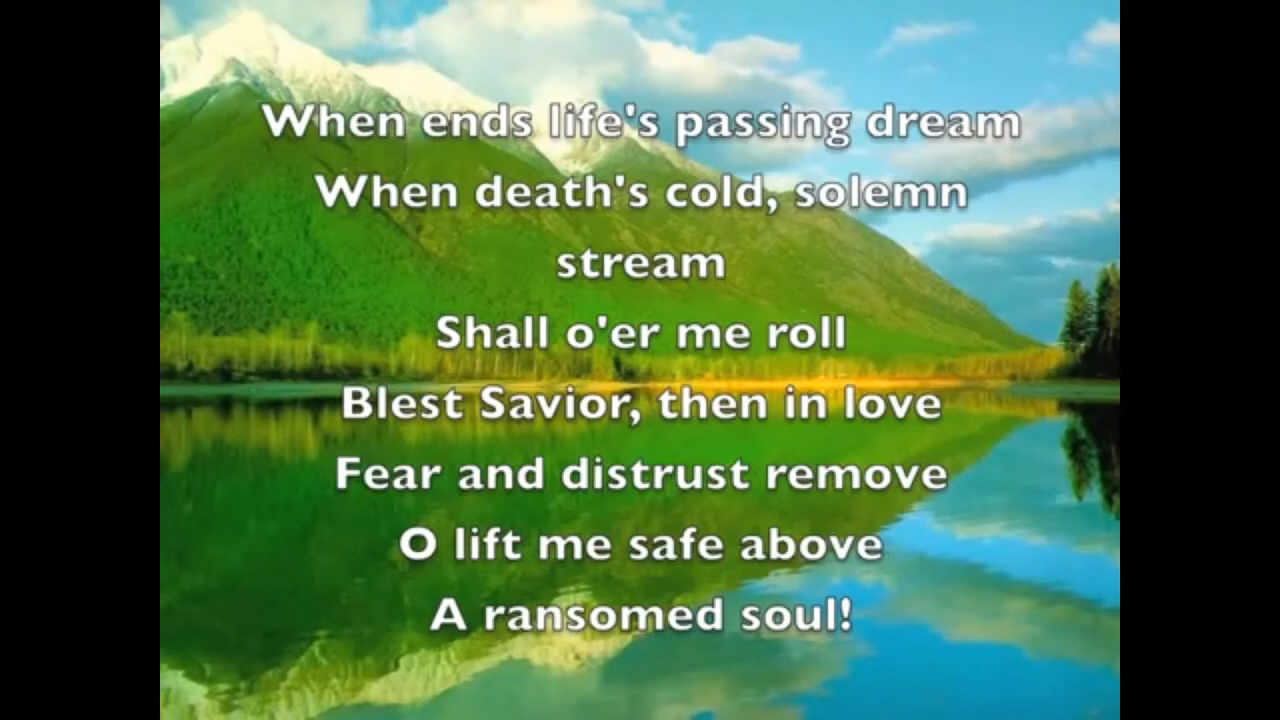 When ends life's passing dream
When death's cold, solemn
stream
Shall o'er me roll
Blest Savior, then in love
Fear and distrust remove
O lift me safe above
A ransomed soul!